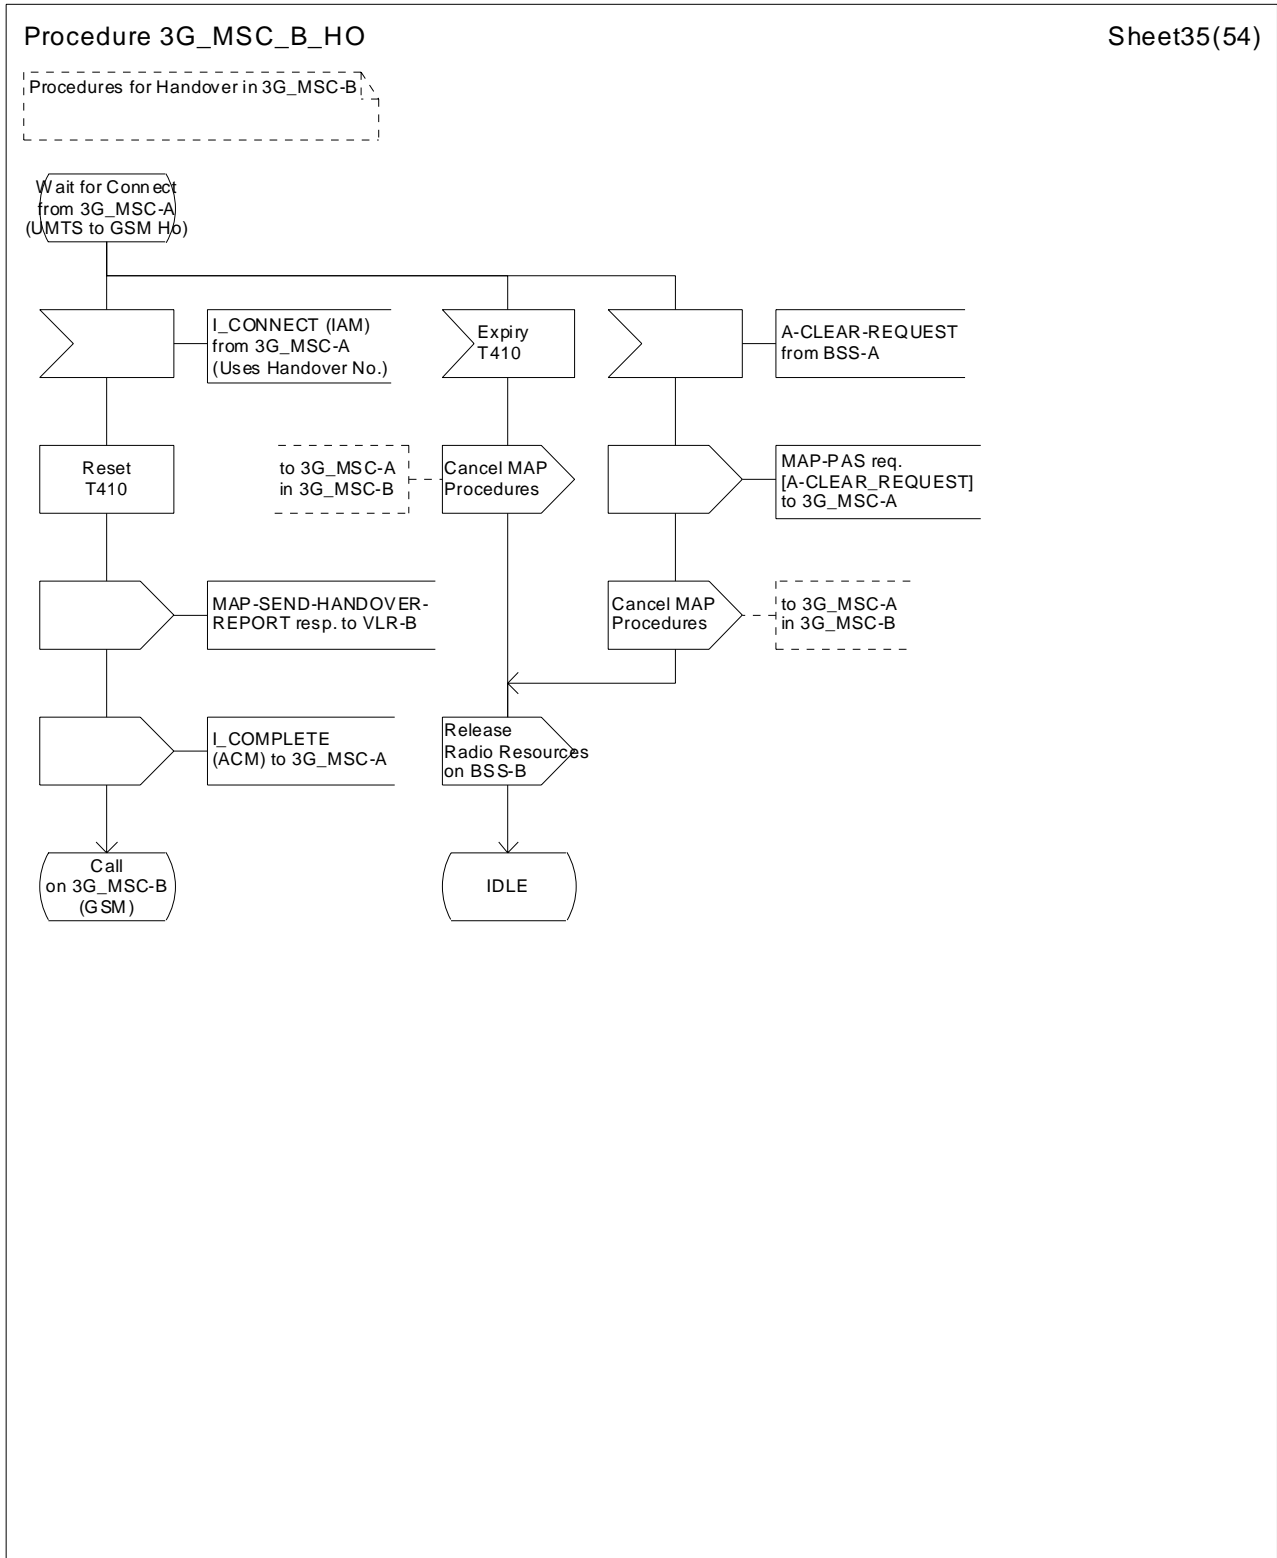 Procedure 3G_MSC_B_HO
Sheet35(54)
Procedures for Handover in 3G_MSC-B
Wait for Connect
from 3G_MSC-A
(UMTS to GSM Ho)
I_CONNECT (IAM)
from 3G_MSC-A
(Uses Handover No.)
Expiry
T410
A-CLEAR-REQUEST
from BSS-A
Reset
T410
to 3G_MSC-A
in 3G_MSC-B
Cancel MAP
Procedures
MAP-PAS req.
[A-CLEAR_REQUEST]
to 3G_MSC-A
MAP-SEND-HANDOVER-
REPORT resp. to VLR-B
Cancel MAP
Procedures
to 3G_MSC-A
in 3G_MSC-B
I_COMPLETE
(ACM) to 3G_MSC-A
Release
Radio Resources
on BSS-B
Call
on 3G_MSC-B
(GSM)
IDLE